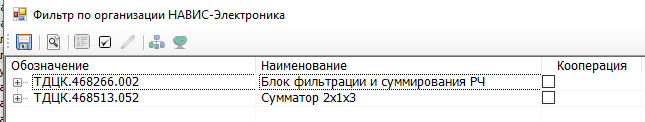 Фильтр по организации НАВИС-Электроника
Обозначение Наименование Кооперация
ТДЦК.468266.002 Блок фильтрации и суммирования РЧ
ТДЦК.468513.052 Сумматор 2х1х3